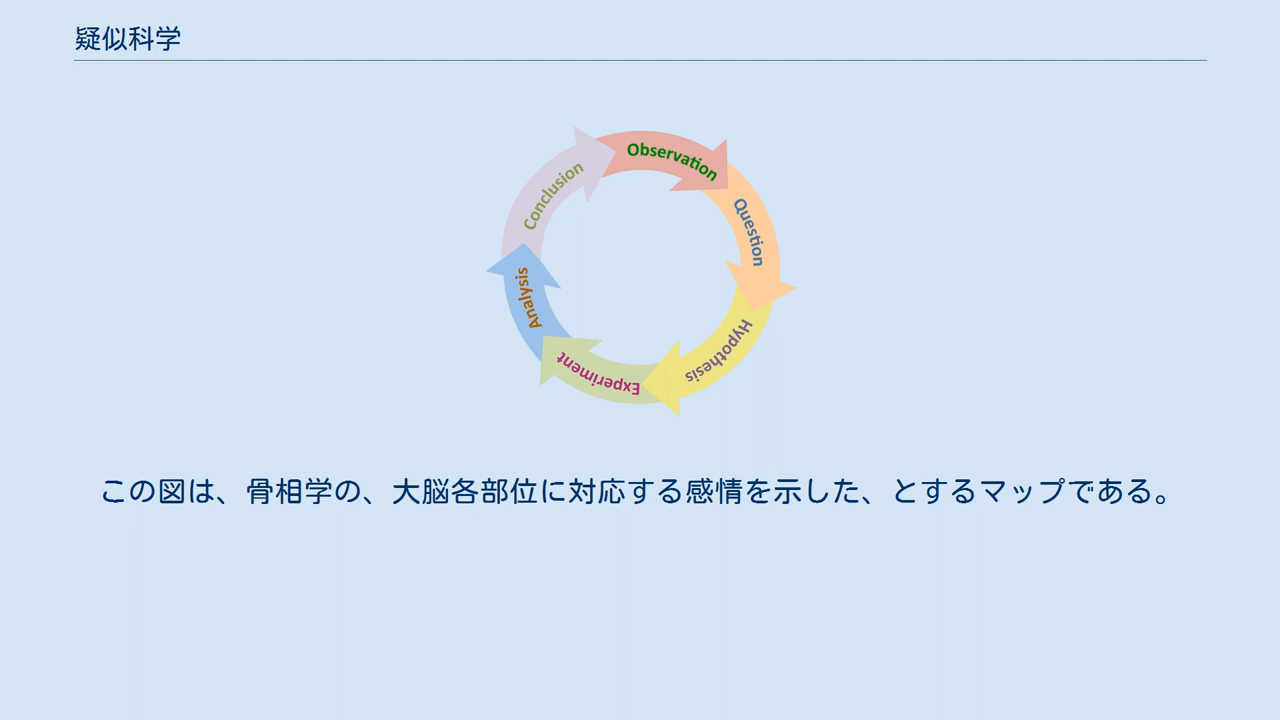 疑似科学
Observation
Question
Hypothesis
Experiment
Analysis
Conclusion
この図は、骨相学の、大脳各部位に対応する感情を示した、とするマップである。